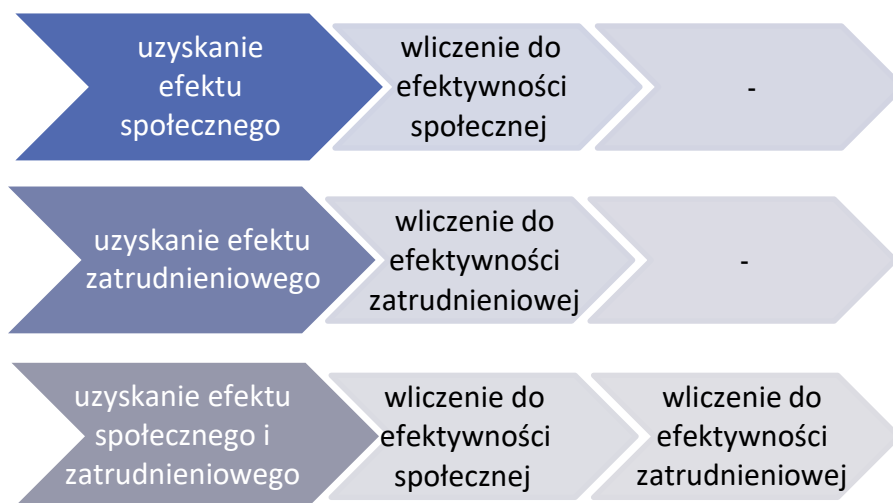 uzyskanie
efektu
społecznego
wliczenie do
efektywności
społecznej
-
uzyskanie efektu
zatrudnieniowego
wliczenie do
efektywności
zatrudnieniowej
-
uzyskanie efektu
społecznego i
zatrudnieniowego
wliczenie do
efektywności
społecznej
wliczenie do
efektywności
zatrudnieniowej